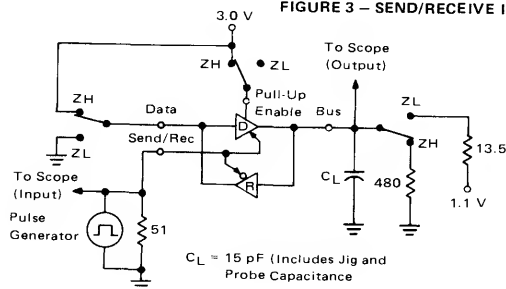 FIGURE 3 – SEND/RECEIVE I
3.0 V
ZH
ZL
To Scope
(Output)
Pull-Up
Enable
Bus
ZH
Data
D
ZL
ZL
Send/Rec
ZH
13.5
To Scope
(Input)
R
CL
480
1.1 V
Pulse
Generator
51
CL = 15 pF (Includes Jig and
Probe Capacitance